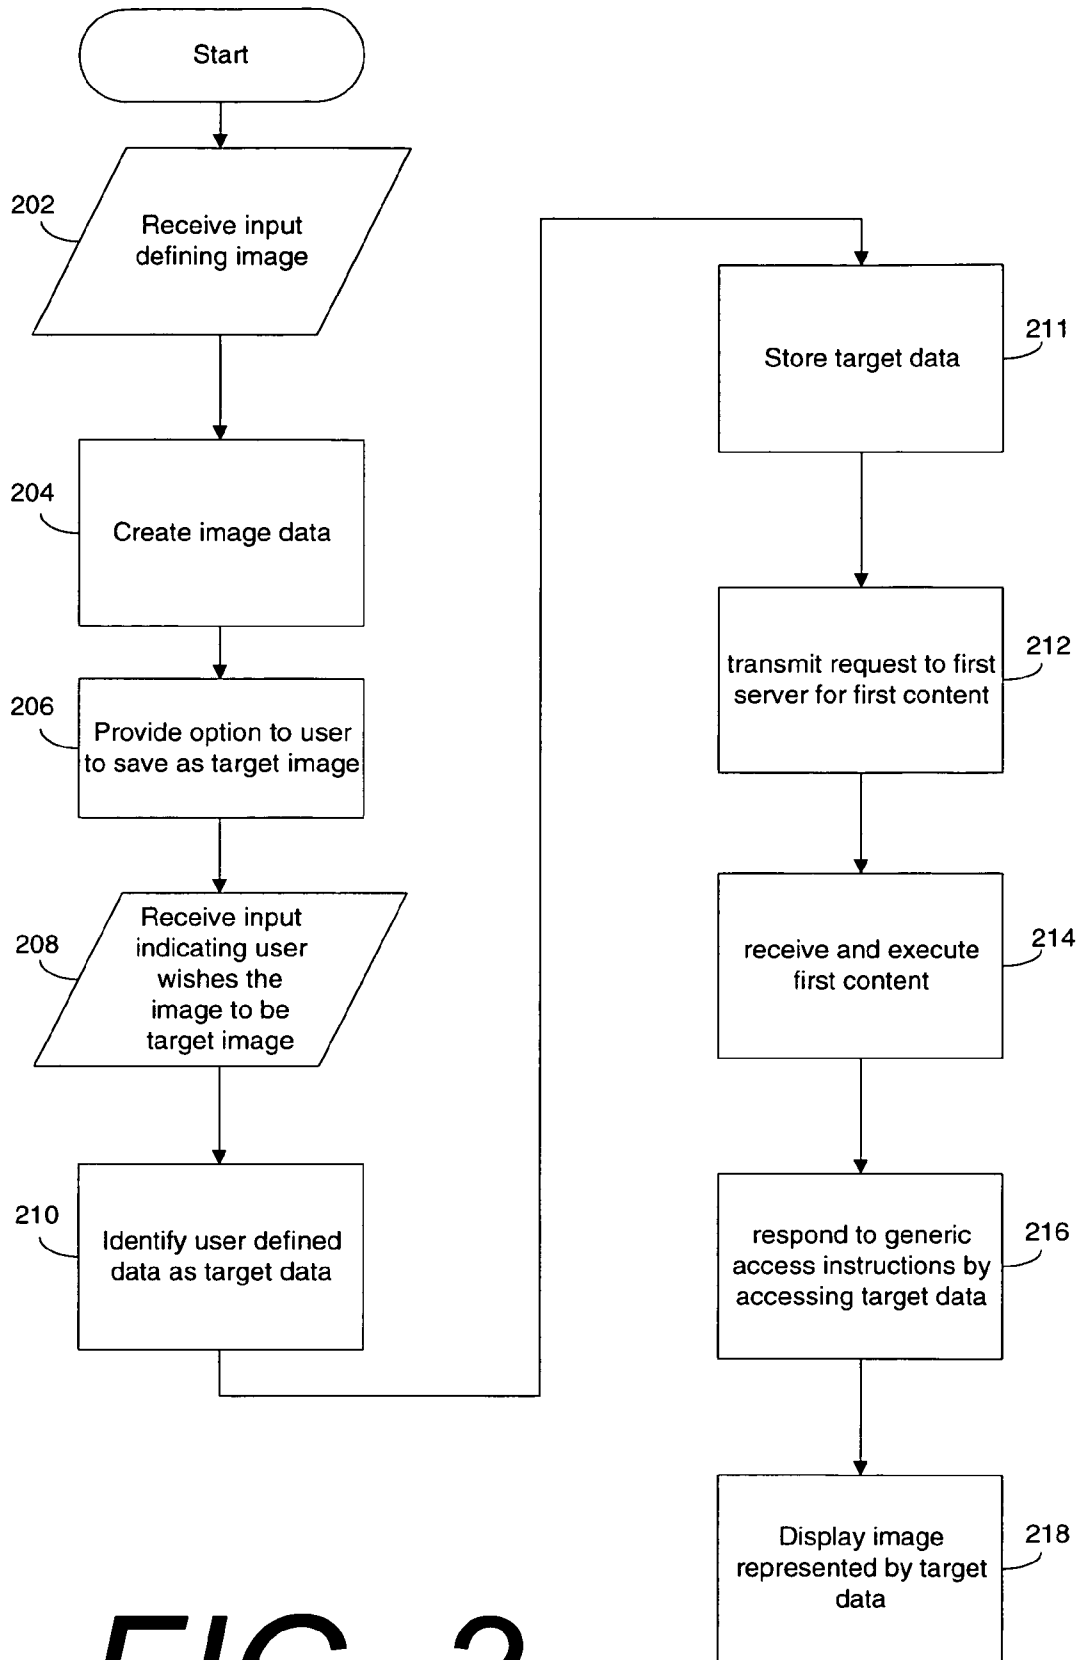 Start
202
Receive input
defining image
204
Create image data
206
Provide option to user
to save as target image
208
Receive input
indicating user
wishes the
image to be
target image
210
Identify user defined
data as target data
211
Store target data
212
transmit request to first
server for first content
214
receive and execute
first content
216
respond to generic
access instructions by
accessing target data
218
Display image
represented by target
data